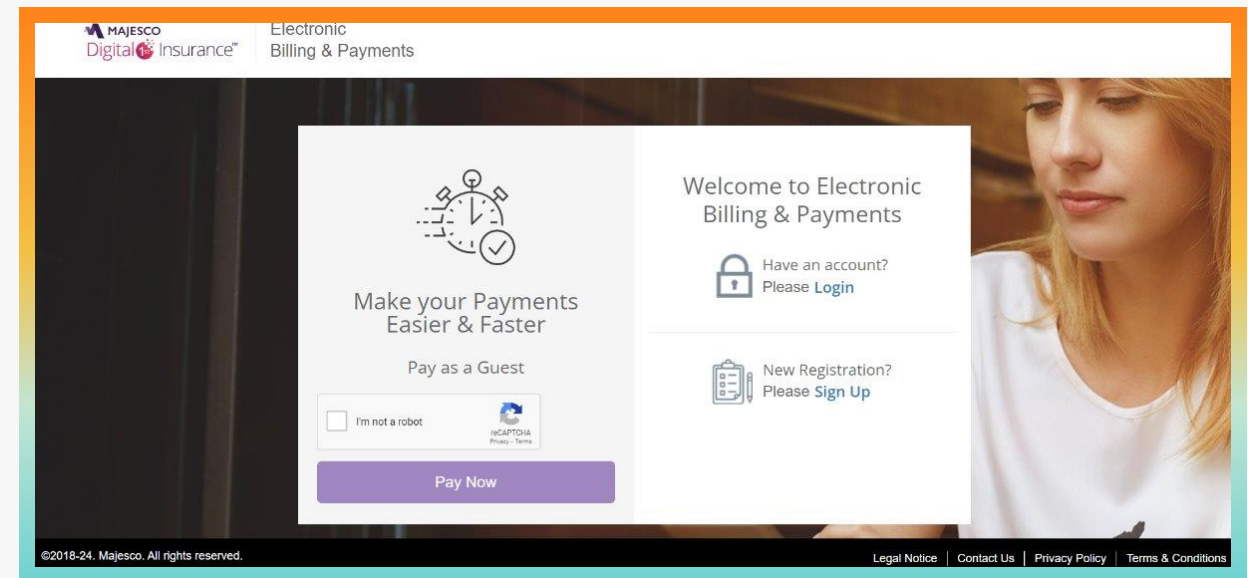 MAJESCO
Digital1st Insurance™
Electronic
Billing & Payments
Make your Payments
Easier & Faster
Pay as a Guest
I'm not a robot
reCAPTCHA
Privacy - Terms
Pay Now
Welcome to Electronic
Billing & Payments
Have an account?
Please Login
New Registration?
Please Sign Up
©2018-24. Majesco. All rights reserved.
Legal Notice | Contact Us | Privacy Policy | Terms & Conditions